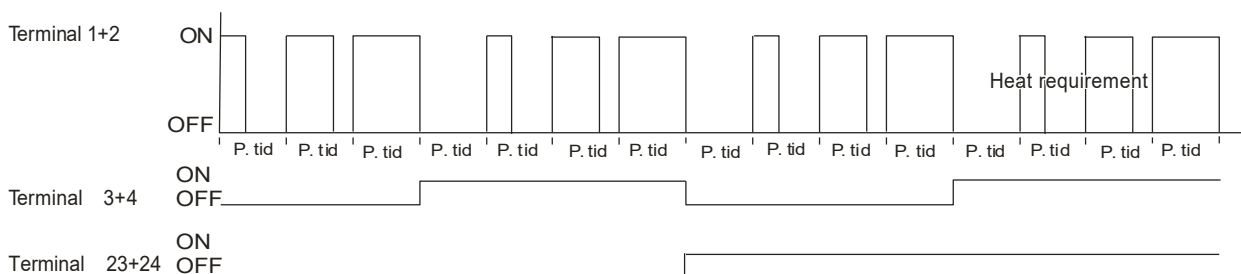 Terminal 1+2 ON
Heat requirement
OFF
P. tid P. tid P. tid P. tid P. tid P. tid P. tid P. tid P. tid P. tid P. tid P. tid P. tid P. tid P. tid
ON
Terminal 3+4 OFF
ON
Terminal 23+24 OFF